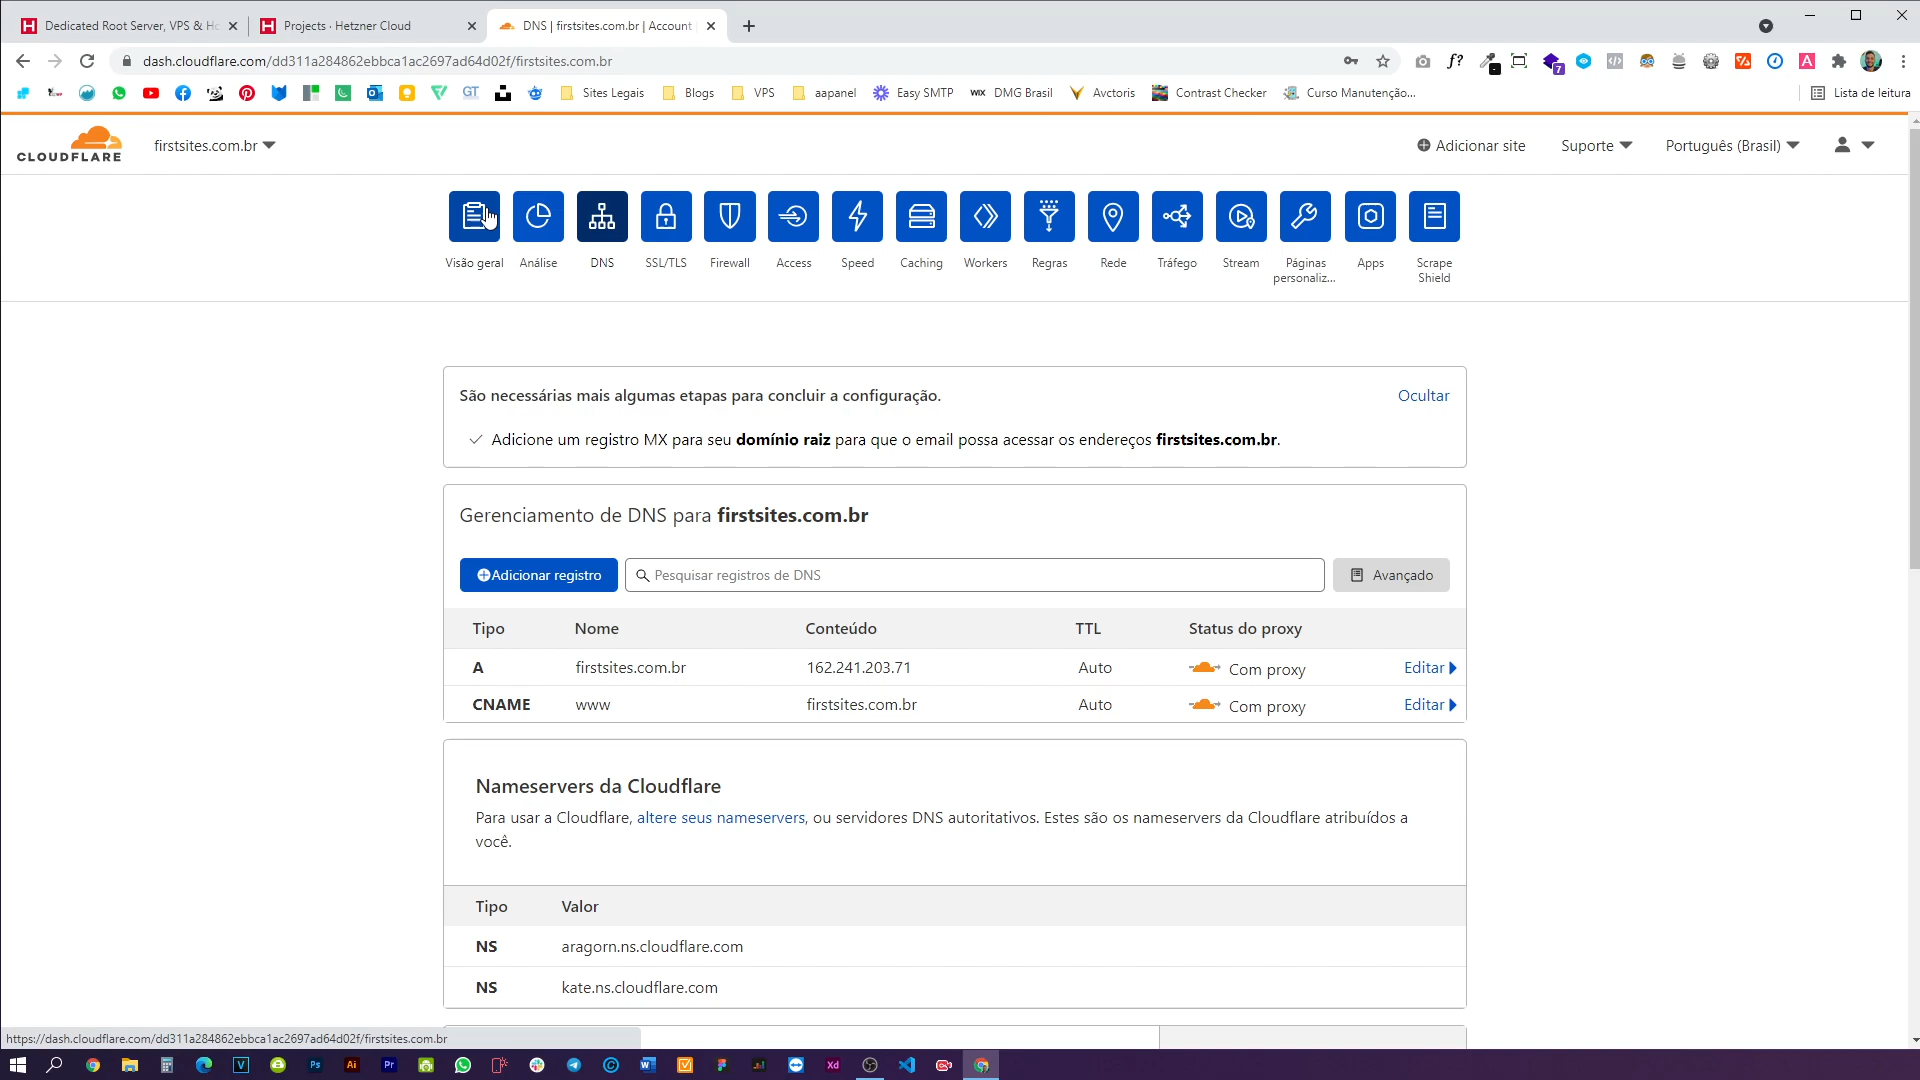 Dedicated Root Server, VPS & Ho
Projects · Hetzner Cloud
DNS | firstsites.com.br | Account
dash.cloudflare.com/dd311a284862ebbca1ac2697ad64d02f/firstsites.com.br
f?
7
A
GT
Sites Legais
Blogs
VPS
aapanel
Easy SMTP
WIX DMG Brasil
Avctoris
Contrast Checker
Curso Manutenção...
Lista de leitura
CLOUDFLARE
firstsites.com.br
Adicionar site
Suporte
Português (Brasil)
Visão geral
Análise
DNS
SSL/TLS
Firewall
Access
Speed
Caching
Workers
Regras
Rede
Tráfego
Stream
Páginas
personaliz...
Apps
Scrape
Shield
São necessárias mais algumas etapas para concluir a configuração.
Ocultar
Adicione um registro MX para seu domínio raiz para que o email possa acessar os endereços firstsites.com.br.
Gerenciamento de DNS para firstsites.com.br
Adicionar registro
Pesquisar registros de DNS
Avançado
Tipo Nome Conteúdo TTL Status do proxy
A firstsites.com.br 162.241.203.71 Auto Com proxy Editar
CNAME www firstsites.com.br Auto Com proxy Editar
Nameservers da Cloudflare
Para usar a Cloudflare, altere seus nameservers, ou servidores DNS autoritativos. Estes são os nameservers da Cloudflare atribuídos a
você.
Tipo Valor
NS aragorn.ns.cloudflare.com
NS kate.ns.cloudflare.com
https://dash.cloudflare.com/dd311a284862ebbca1ac2697ad64d02f/firstsites.com.br
V
Ps
Ai
Pr
Xd